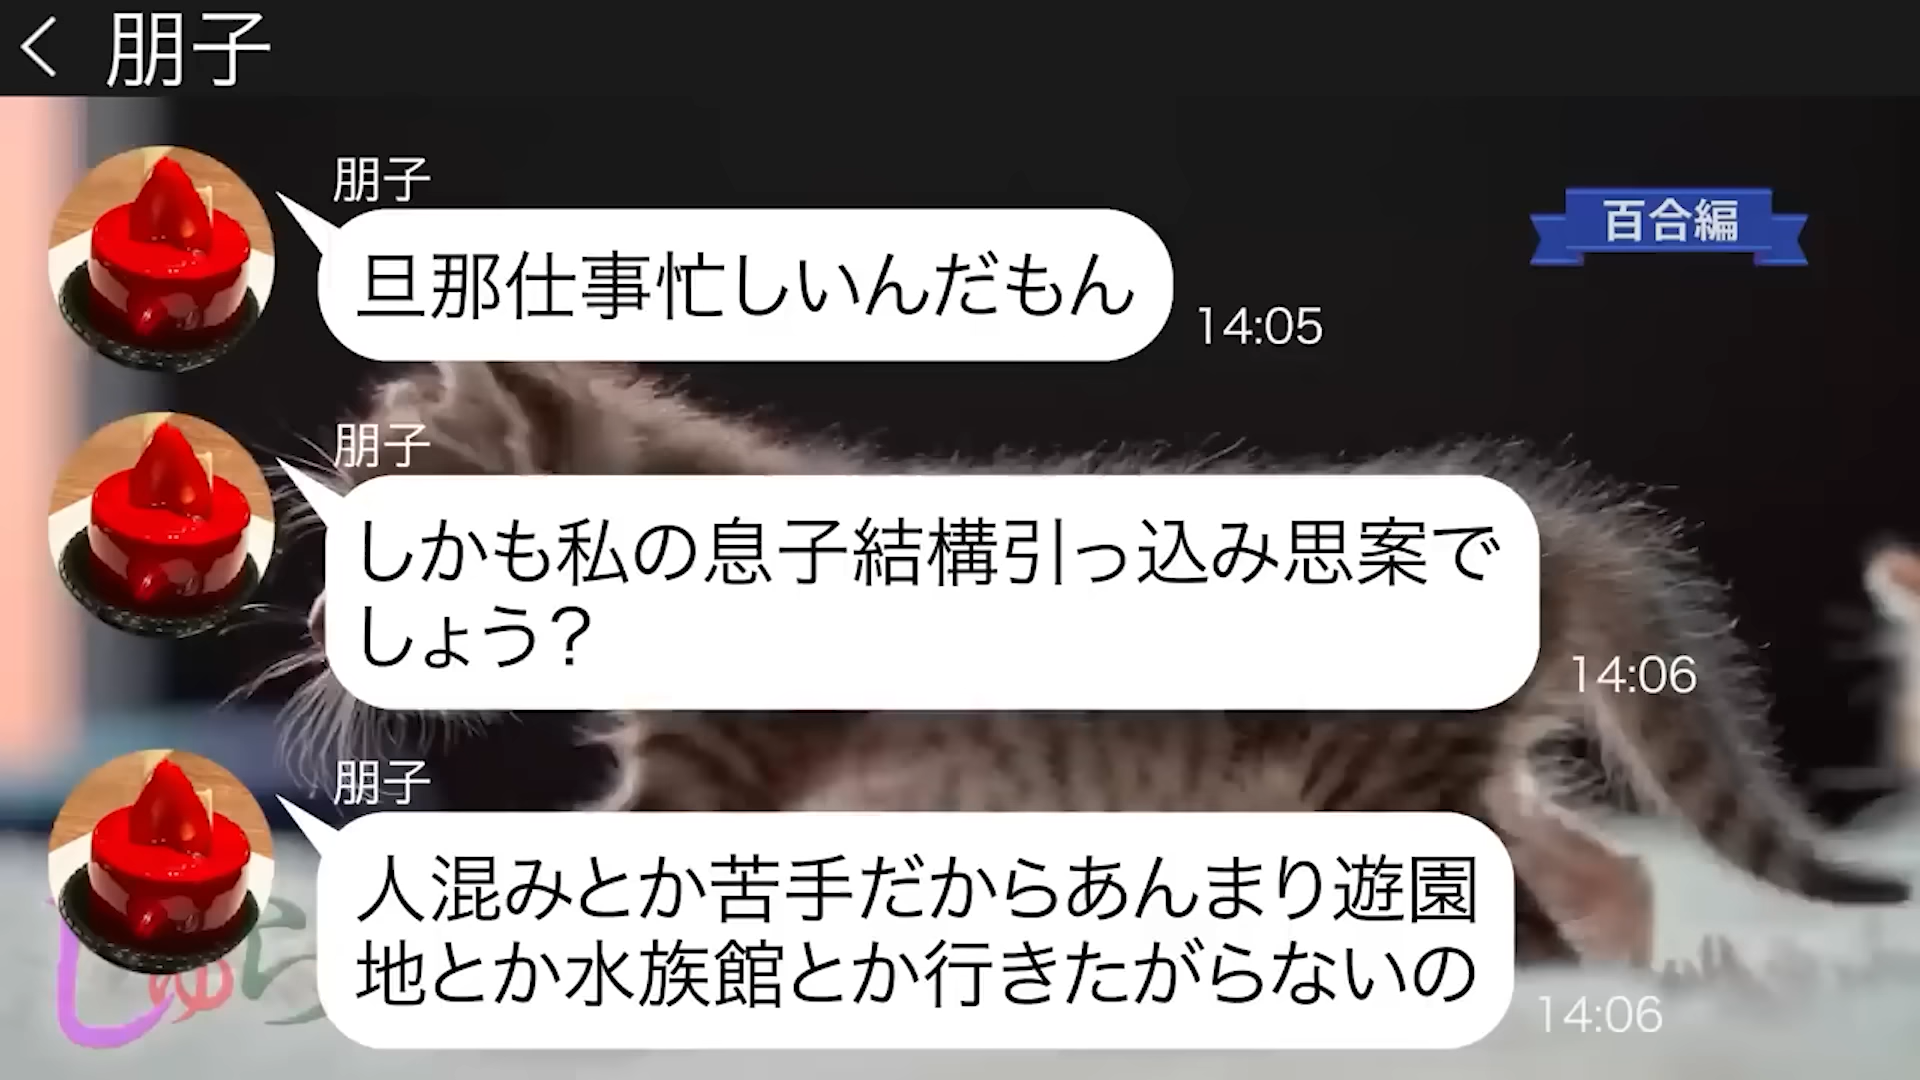 朋子
朋子
百合編
旦那仕事忙しいんだもん
14:05
朋子
しかも私の息子結構引っ込み思案で
しょう?
14:06
朋子
人混みとか苦手だからあんまり遊園
地とか水族館とか行きたがらないの
14:06